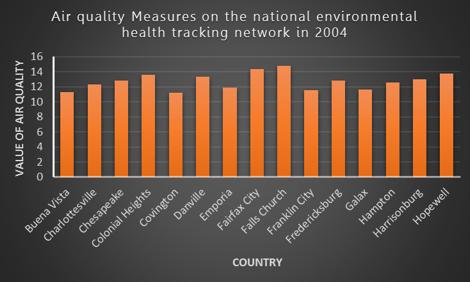 Air quality Measures on the national environmental
health tracking network in 2004
VALUE OF AIR QUALITY
16
14
12
10
8
6
4
2
0
Buena Vista
Charlottesville
Chesapeake
Colonial Heights
Covington
Danville
Emporia
Fairfax City
Falls Church
Franklin City
Fredericksburg
Galax
Hampton
Harrisonburg
Hopewell
COUNTRY